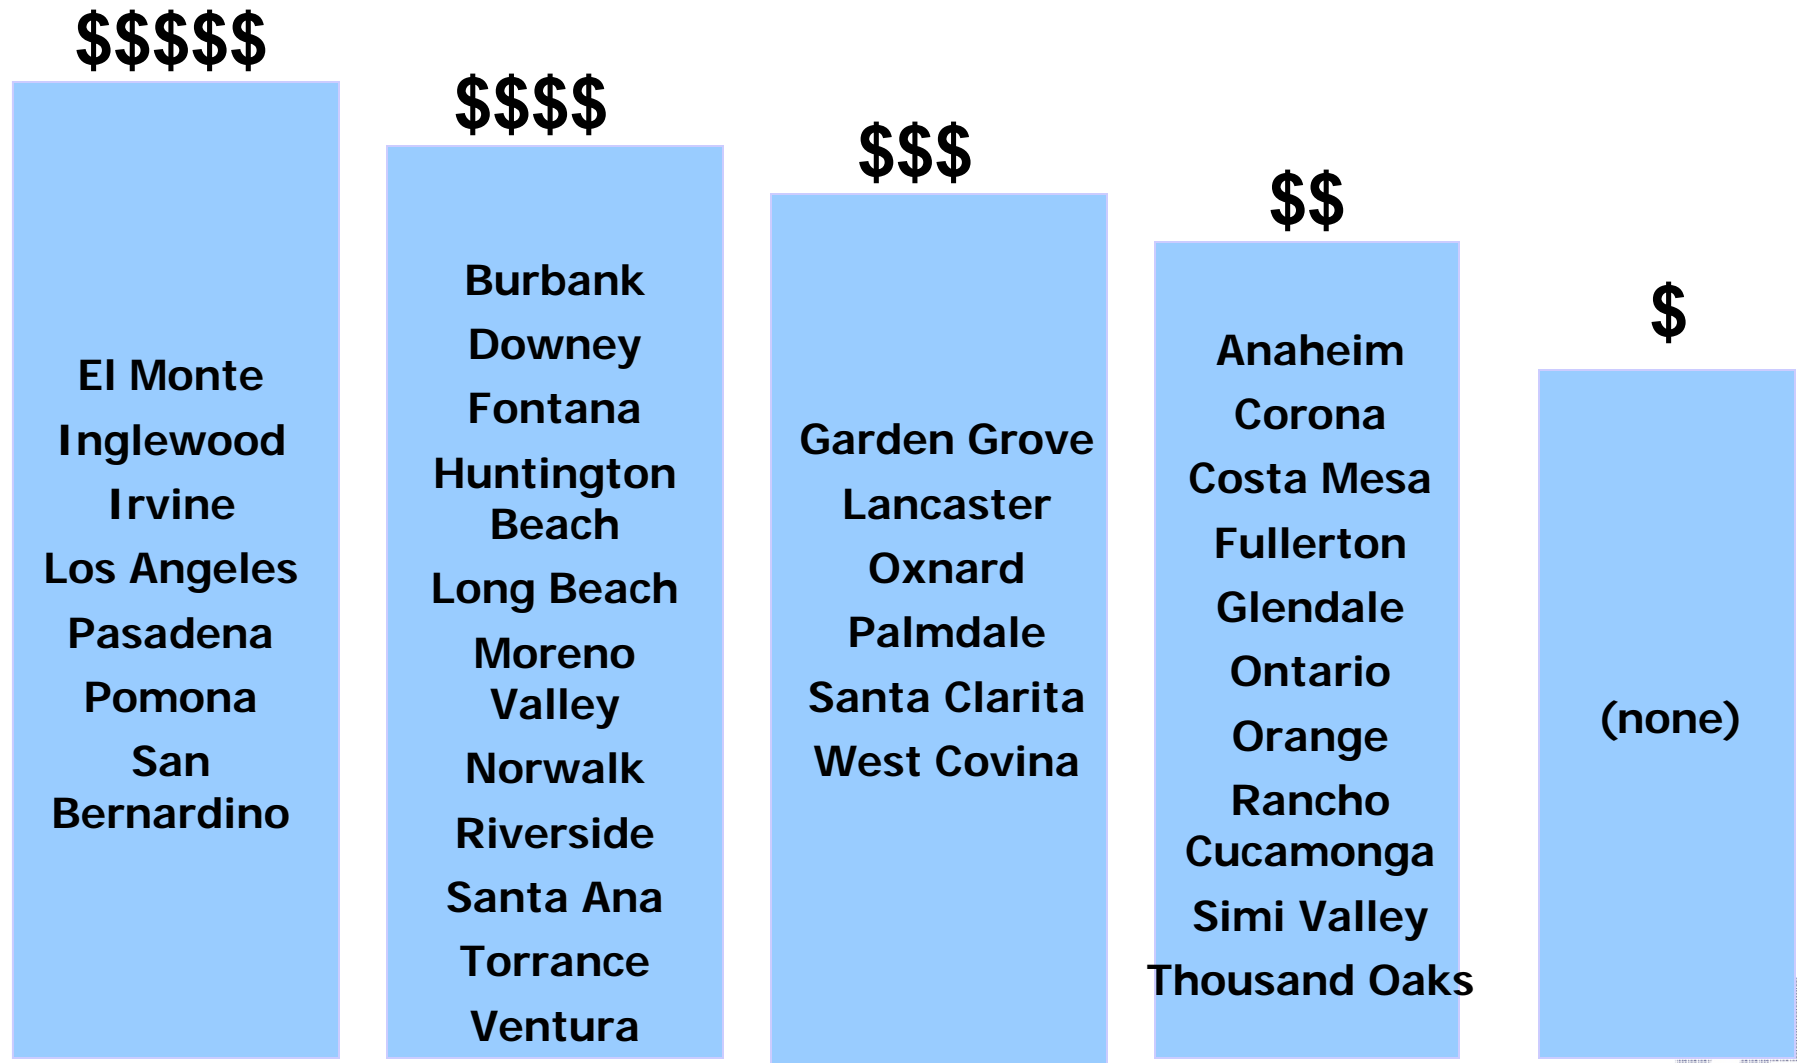 $$$$$
El Monte
Inglewood
Irvine
Los Angeles
Pasadena
Pomona
San
Bernardino
$$$$
Burbank
Downey
Fontana
Huntington
Beach
Long Beach
Moreno
Valley
Norwalk
Riverside
Santa Ana
Torrance
Ventura
$$$
Garden Grove
Lancaster
Oxnard
Palmdale
Santa Clarita
West Covina
$$
Anaheim
Corona
Costa Mesa
Fullerton
Glendale
Ontario
Orange
Rancho
Cucamonga
Simi Valley
Thousand Oaks
$
(none)